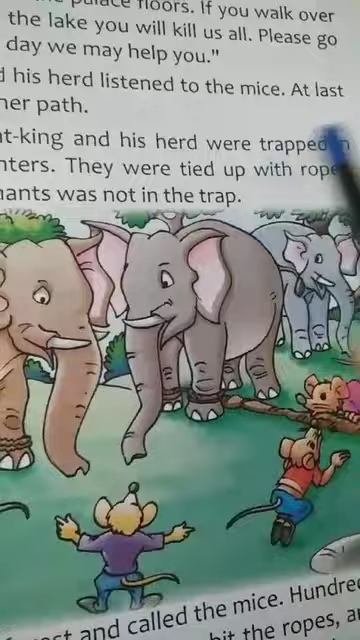 palace floors. If you walk over
the lake you will kill us all. Please go
day we may help you."
his herd listened to the mice. At last
her path.
nt-king and his herd were trapped
nters. They were tied up with rope
hants was not in the trap.
and called the mice. Hundre
bit the ropes,